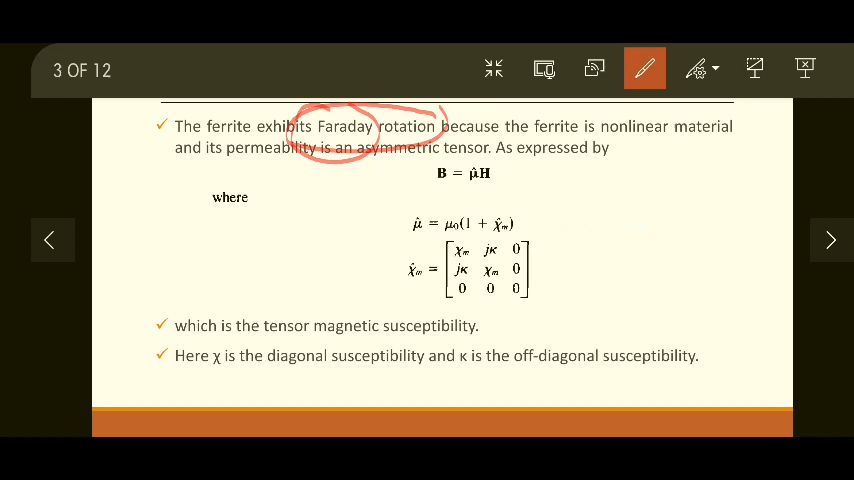 3 OF 12
✓ The ferrite exhibits Faraday rotation because the ferrite is nonlinear material
and its permeability is an asymmetric tensor. As expressed by
B = μ̂H
where
μ̂ = μ₀(1 + χ̂ₘ)
χ̂ₘ = [χₘ jκ 0
jκ χₘ 0
0 0 0]
✓ which is the tensor magnetic susceptibility.
✓ Here χ is the diagonal susceptibility and κ is the off-diagonal susceptibility.